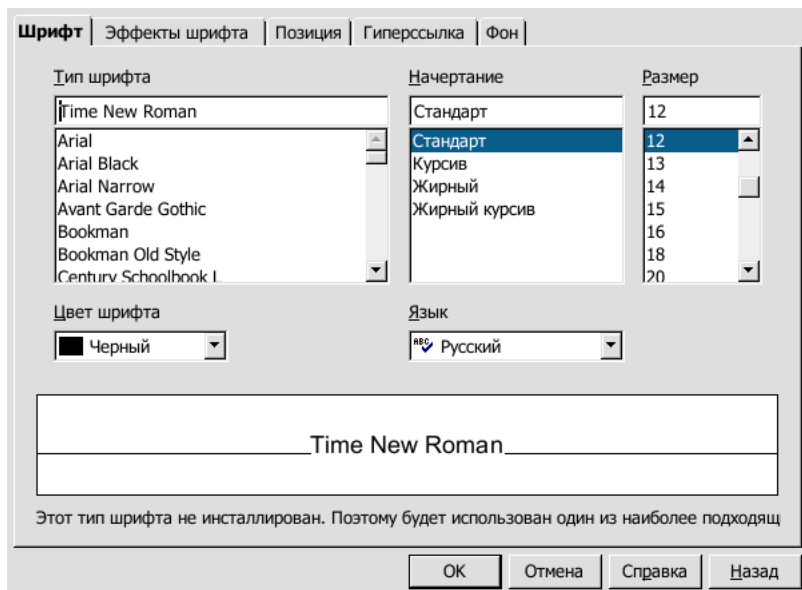 Шрифт Эффекты шрифта Позиция Гиперссылка Фон
Тип шрифта Начертание Размер
Time New Roman Стандарт 12
Arial Стандарт 12
Arial Black Курсив 13
Arial Narrow Жирный 14
Avant Garde Gothic Жирный курсив 15
Bookman 16
Bookman Old Style 18
Century Schoolbook L 20
Цвет шрифта Язык
Черный ABC Русский
Time New Roman
Этот тип шрифта не инсталлирован. Поэтому будет использован один из наиболее подходящ
OK Отмена Справка Назад